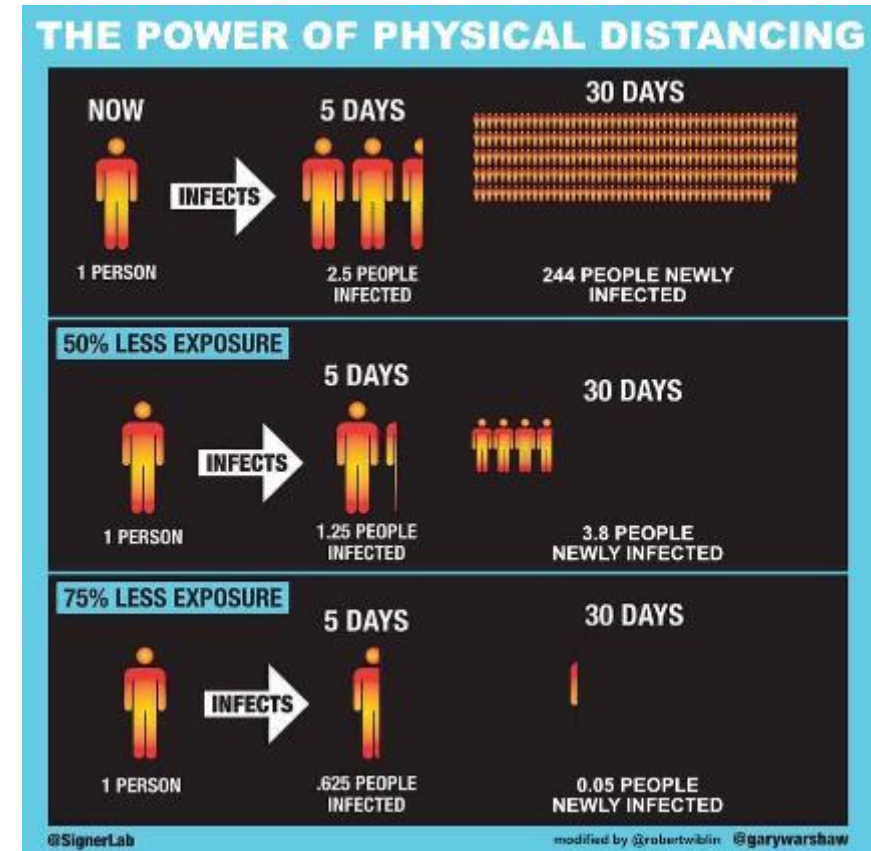 THE POWER OF PHYSICAL DISTANCING
NOW
5 DAYS
30 DAYS
INFECTS
1 PERSON
2.5 PEOPLE
INFECTED
244 PEOPLE NEWLY
INFECTED
50% LESS EXPOSURE
5 DAYS
30 DAYS
INFECTS
1 PERSON
1.25 PEOPLE
INFECTED
3.8 PEOPLE
NEWLY INFECTED
75% LESS EXPOSURE
5 DAYS
30 DAYS
INFECTS
1 PERSON
.625 PEOPLE
INFECTED
0.05 PEOPLE
NEWLY INFECTED
@SignerLab
modified by @robertwiblin @garywarshaw